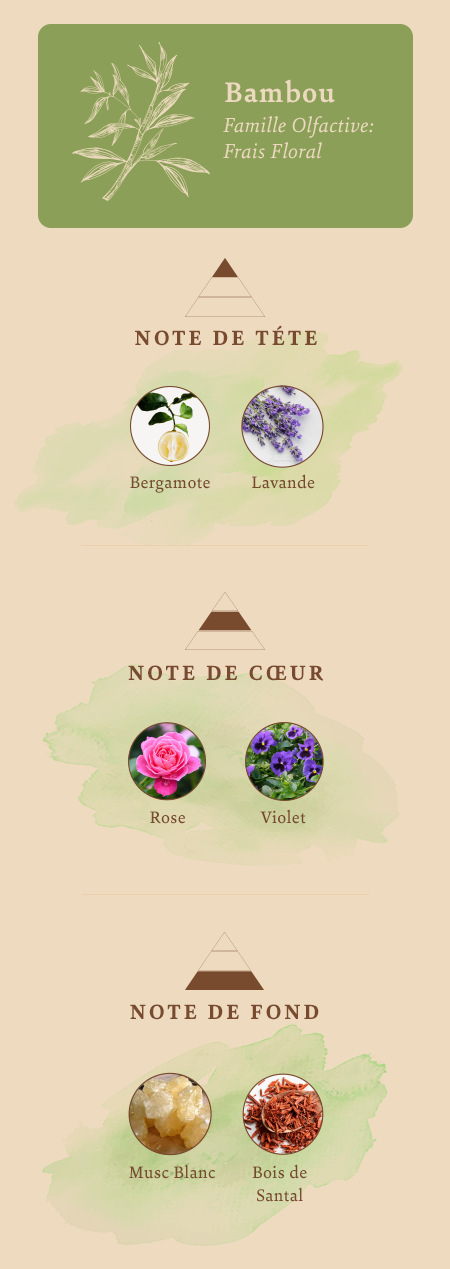 Bambou
Famille Olfactive:
Frais Floral
NOTE DE TÉTE
Bergamote
Lavande
NOTE DE CŒUR
Rose
Violet
NOTE DE FOND
Musc Blanc
Bois de
Santal